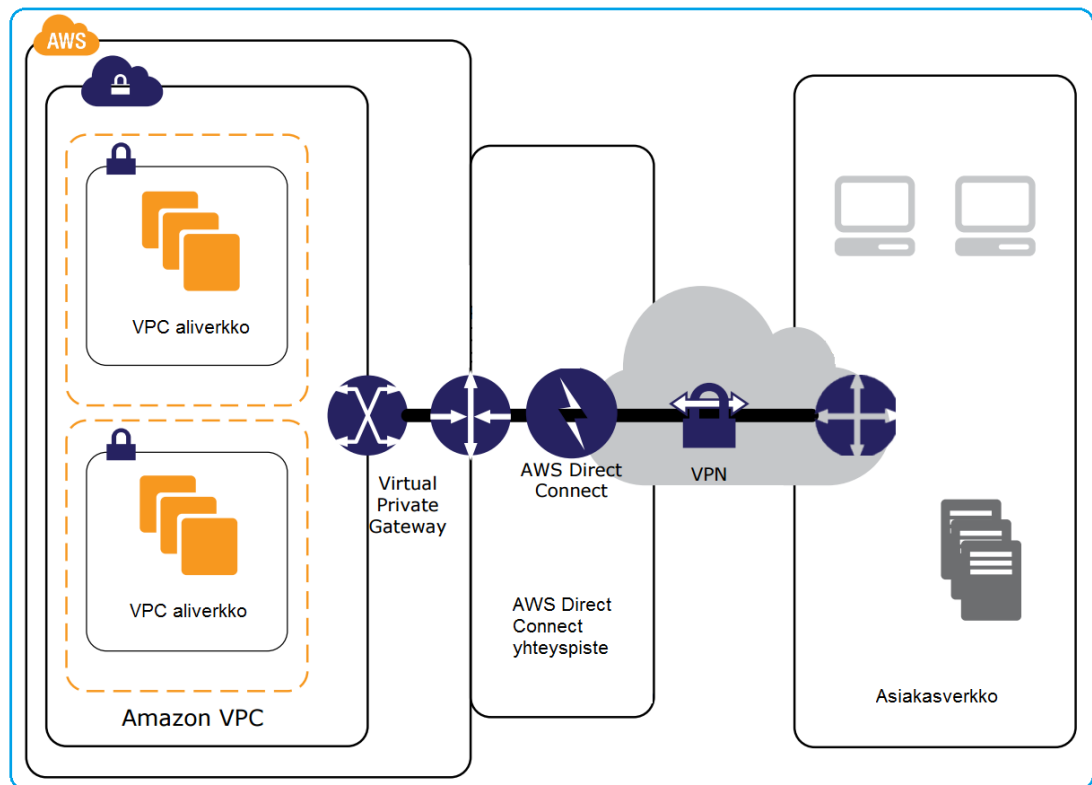 AWS
VPC aliverkko
VPC aliverkko
Amazon VPC
Virtual
Private
Gateway
AWS Direct
Connect
AWS Direct
Connect
yhteyspiste
VPN
Asiakasverkko